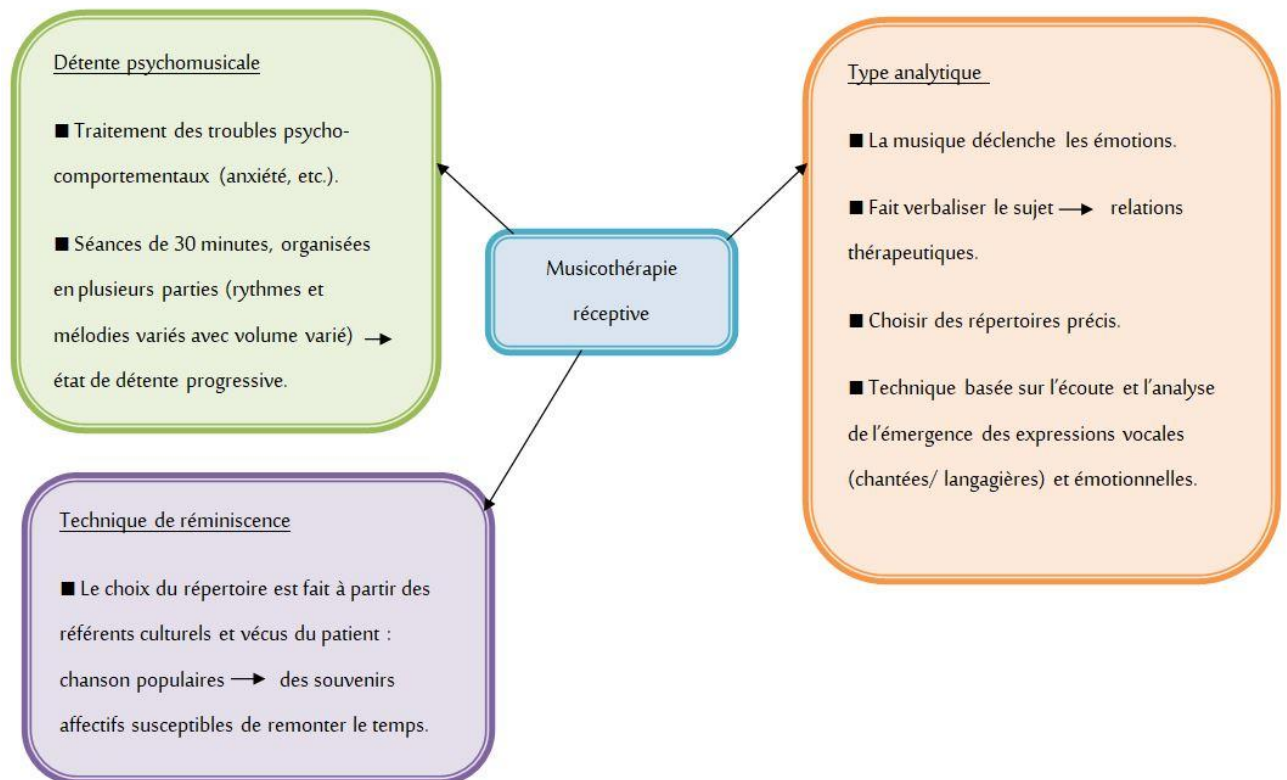 Détente psychomusicale
■ Traitement des troubles psycho-
comportementaux (anxiété, etc.).
■ Séances de 30 minutes, organisées
en plusieurs parties (rythmes et
mélodies variés avec volume varié) →
état de détente progressive.
Musicothérapie
réceptive
Type analytique
■ La musique déclenche les émotions.
■ Fait verbaliser le sujet → relations
thérapeutiques.
■ Choisir des répertoires précis.
■ Technique basée sur l'écoute et l'analyse
de l'émergence des expressions vocales
(chantées/ langagières) et émotionnelles.
Technique de réminiscence
■ Le choix du répertoire est fait à partir des
référents culturels et vécus du patient :
chanson populaires → des souvenirs
affectifs susceptibles de remonter le temps.